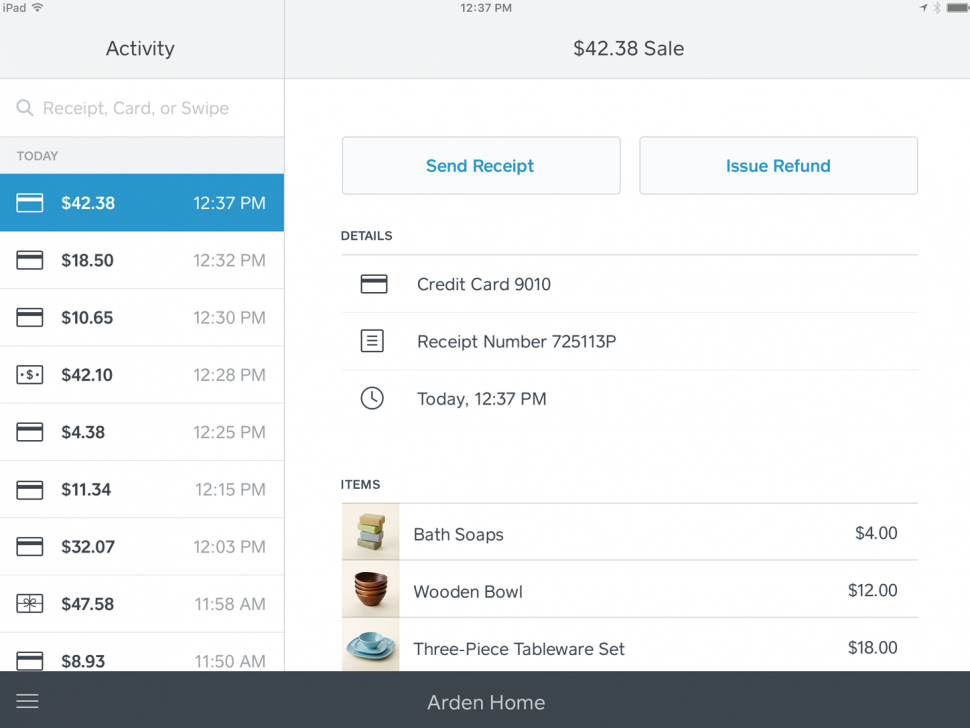 iPad 12:37 PM
Activity
$42.38 Sale
Receipt, Card, or Swipe
TODAY
$42.38 12:37 PM
$18.50 12:32 PM
$10.65 12:30 PM
$42.10 12:28 PM
$4.38 12:25 PM
$11.34 12:15 PM
$32.07 12:03 PM
$47.58 11:58 AM
$8.93 11:50 AM
Send Receipt
Issue Refund
DETAILS
Credit Card 9010
Receipt Number 725113P
Today, 12:37 PM
ITEMS
Bath Soaps $4.00
Wooden Bowl $12.00
Three-Piece Tableware Set $18.00
Arden Home